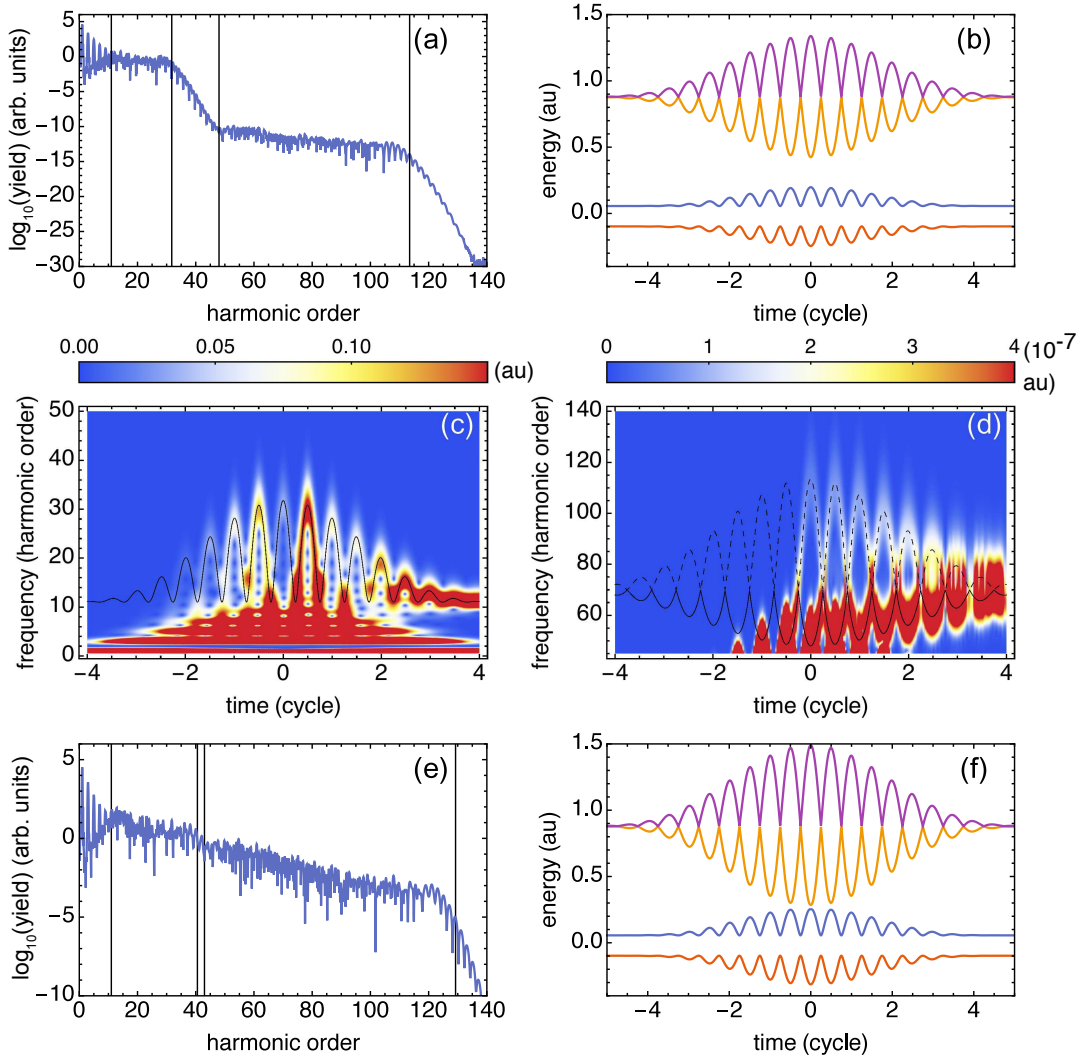 (a)
5
0
−5
−10
−15
−20
−25
−30
log10(yield) (arb. units)
0 20 40 60 80 100 120 140
harmonic order
(b)
1.5
1.0
0.5
0.0
energy (au)
−4 −2 0 2 4
time (cycle)
0.00 0.05 0.10
(au)
0 1 2 3 4 (10−7
au)
(c)
50
40
30
20
10
0
frequency (harmonic order)
−4 −2 0 2 4
time (cycle)
(d)
140
120
100
80
60
frequency (harmonic order)
−4 −2 0 2 4
time (cycle)
(e)
5
0
−5
−10
log10(yield) (arb. units)
0 20 40 60 80 100 120 140
harmonic order
(f)
1.5
1.0
0.5
0.0
energy (au)
−4 −2 0 2 4
time (cycle)